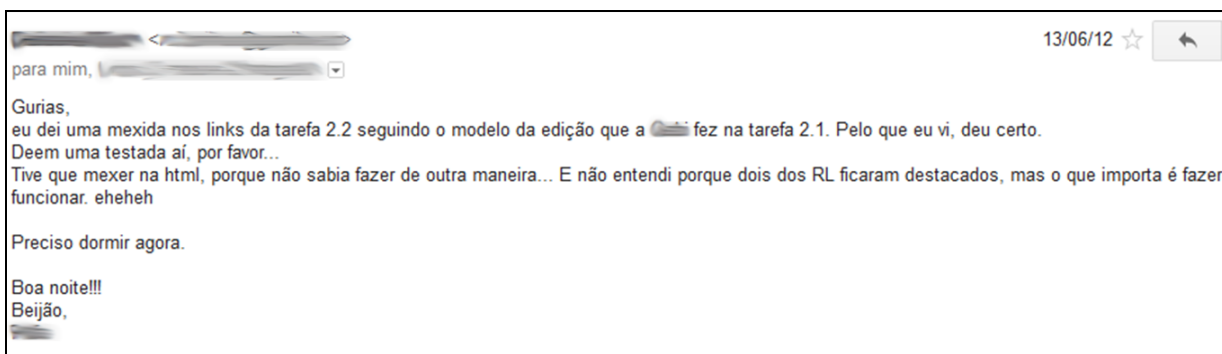 13/06/12
para mim,
Gurias,
eu dei uma mexida nos links da tarefa 2.2 seguindo o modelo da edição que a fez na tarefa 2.1. Pelo que eu vi, deu certo.
Deem uma testada aí, por favor...
Tive que mexer na html, porque não sabia fazer de outra maneira... E não entendi porque dois dos RL ficaram destacados, mas o que importa é fazer
funcionar. eheheh
Preciso dormir agora.
Boa noite!!!
Beijão,